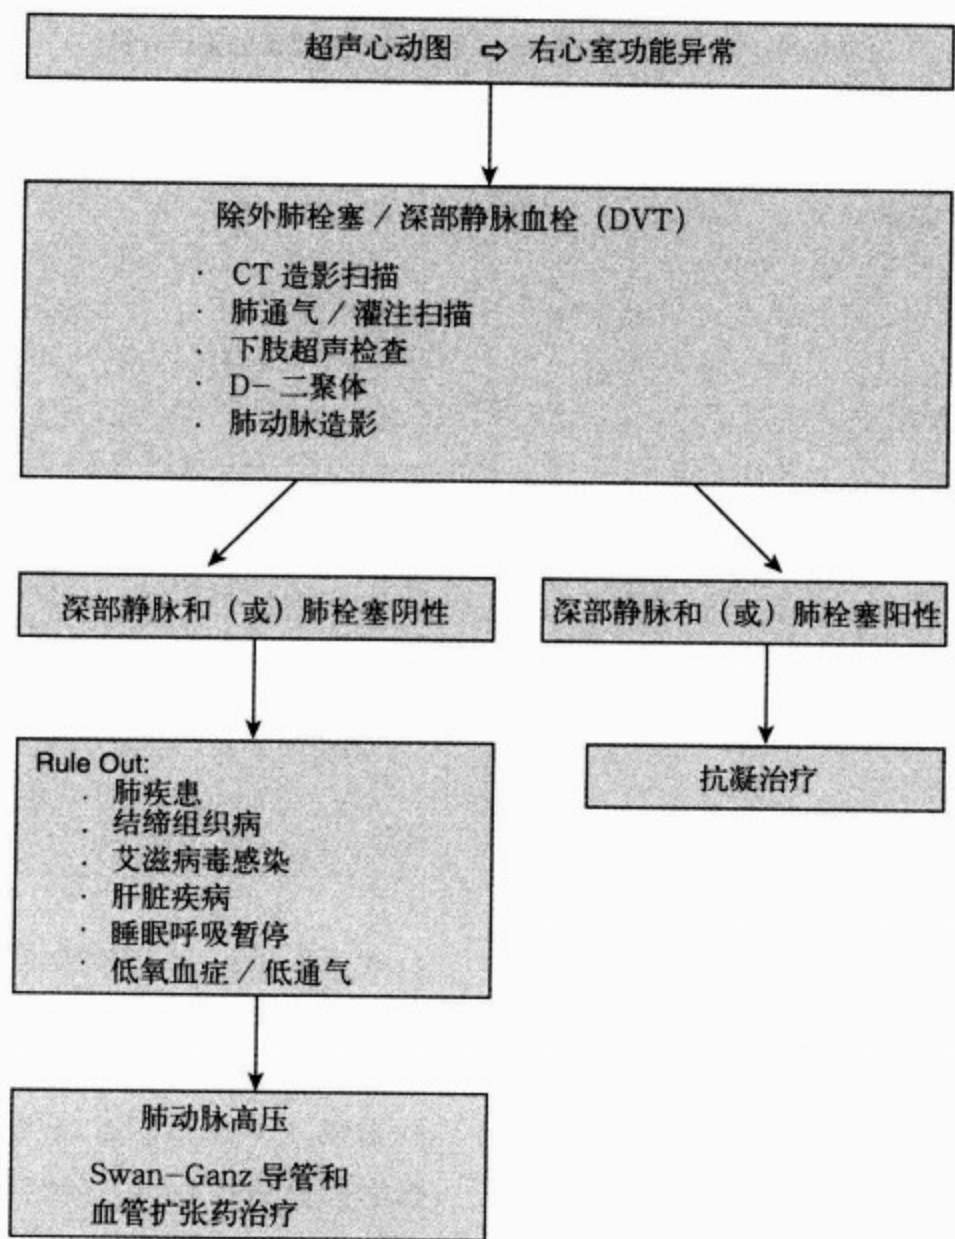 超声心动图 ⇨ 右心室功能异常
除外肺栓塞 / 深部静脉血栓（DVT）
· CT 造影扫描
· 肺通气 / 灌注扫描
· 下肢超声检查
· D- 二聚体
· 肺动脉造影
深部静脉和（或）肺栓塞阴性
深部静脉和（或）肺栓塞阳性
Rule Out:
· 肺疾患
· 结缔组织病
· 艾滋病毒感染
· 肝脏疾病
· 睡眠呼吸暂停
· 低氧血症 / 低通气
抗凝治疗
肺动脉高压
Swan-Ganz 导管和
血管扩张药治疗